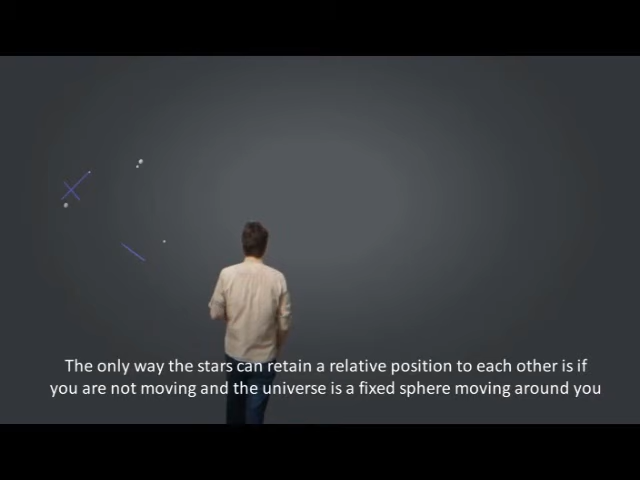 The only way the stars can retain a relative position to each other is if
you are not moving and the universe is a fixed sphere moving around you